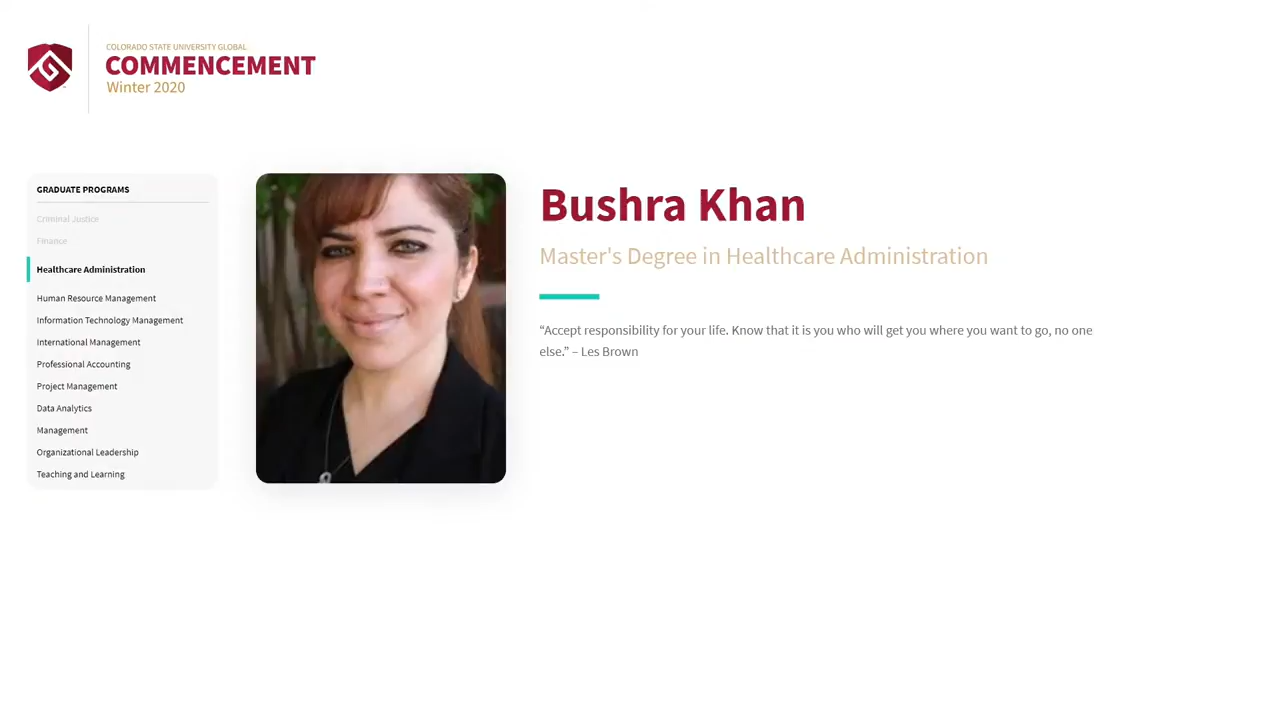 COLORADO STATE UNIVERSITY GLOBAL
COMMENCEMENT
Winter 2020
GRADUATE PROGRAMS
Criminal Justice
Finance
Healthcare Administration
Human Resource Management
Information Technology Management
International Management
Professional Accounting
Project Management
Data Analytics
Management
Organizational Leadership
Teaching and Learning
Bushra Khan
Master's Degree in Healthcare Administration
“Accept responsibility for your life. Know that it is you who will get you where you want to go, no one
else.” – Les Brown